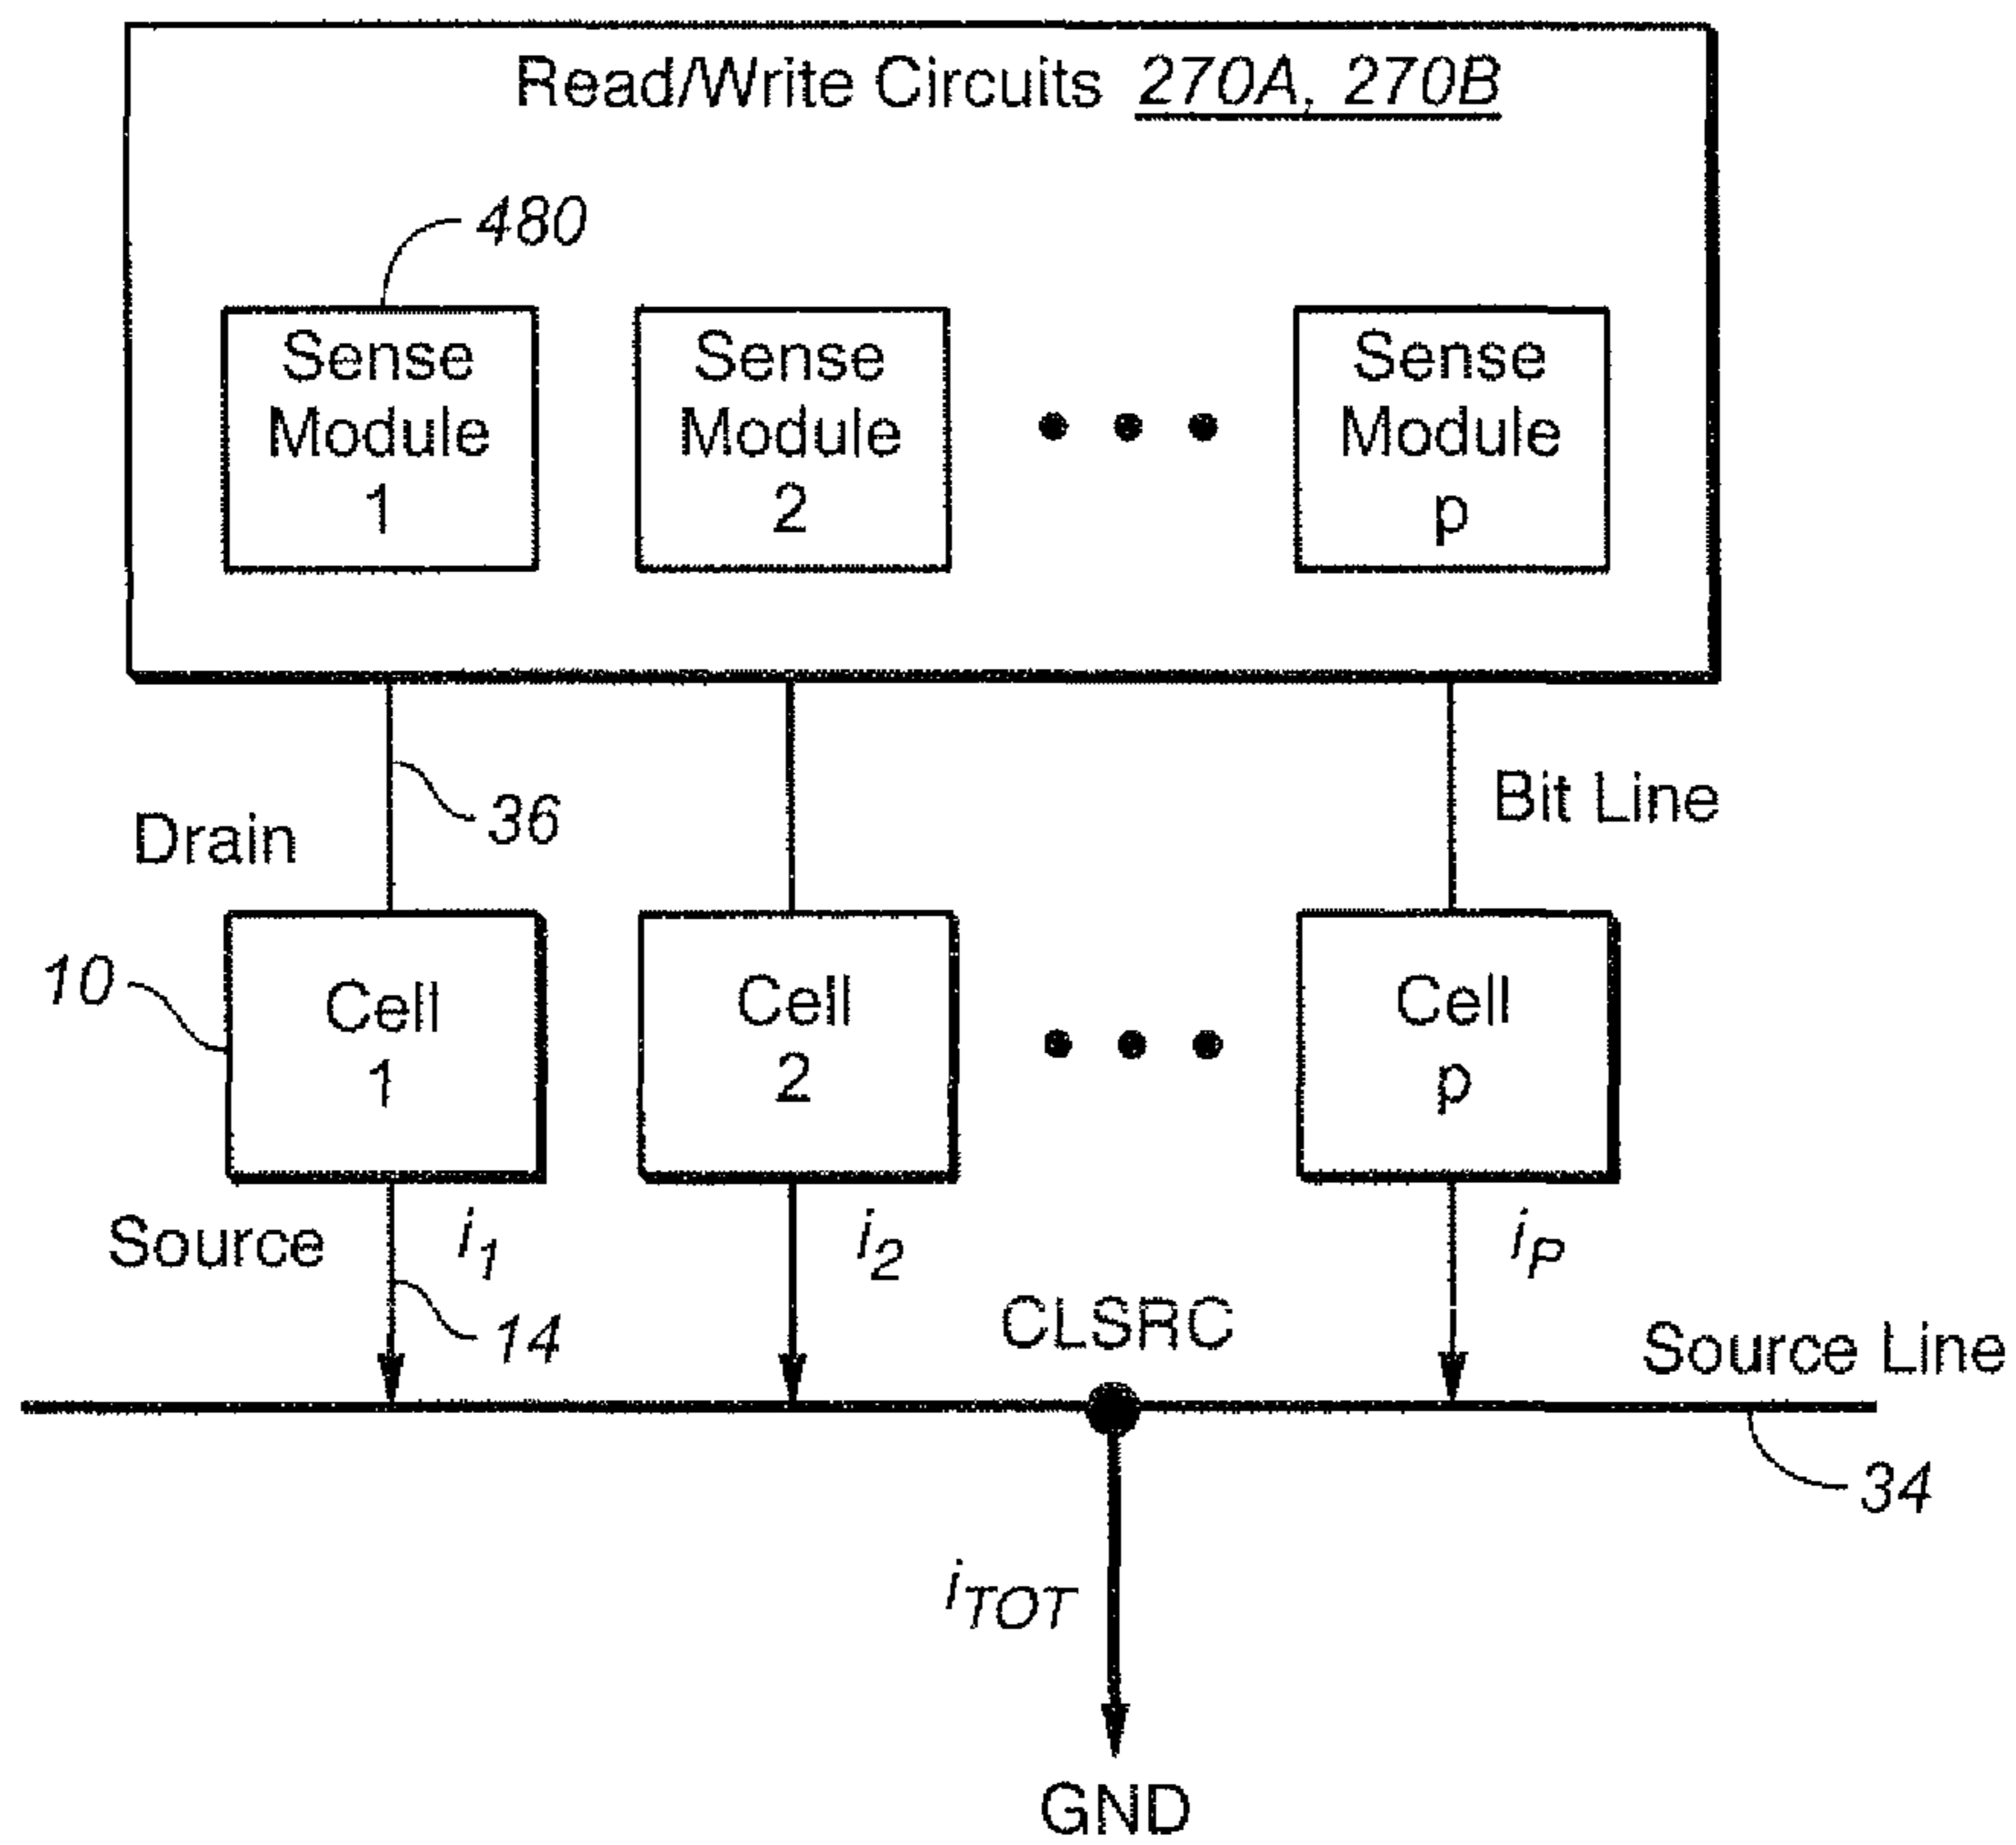 Read/Write Circuits 270A, 270B
480
Sense Module 1
Sense Module 2
Sense Module p
Drain
36
Bit Line
10
Cell 1
Cell 2
Cell p
Source
i1
14
i2
iP
CLSRC
Source Line
34
iTOT
GND